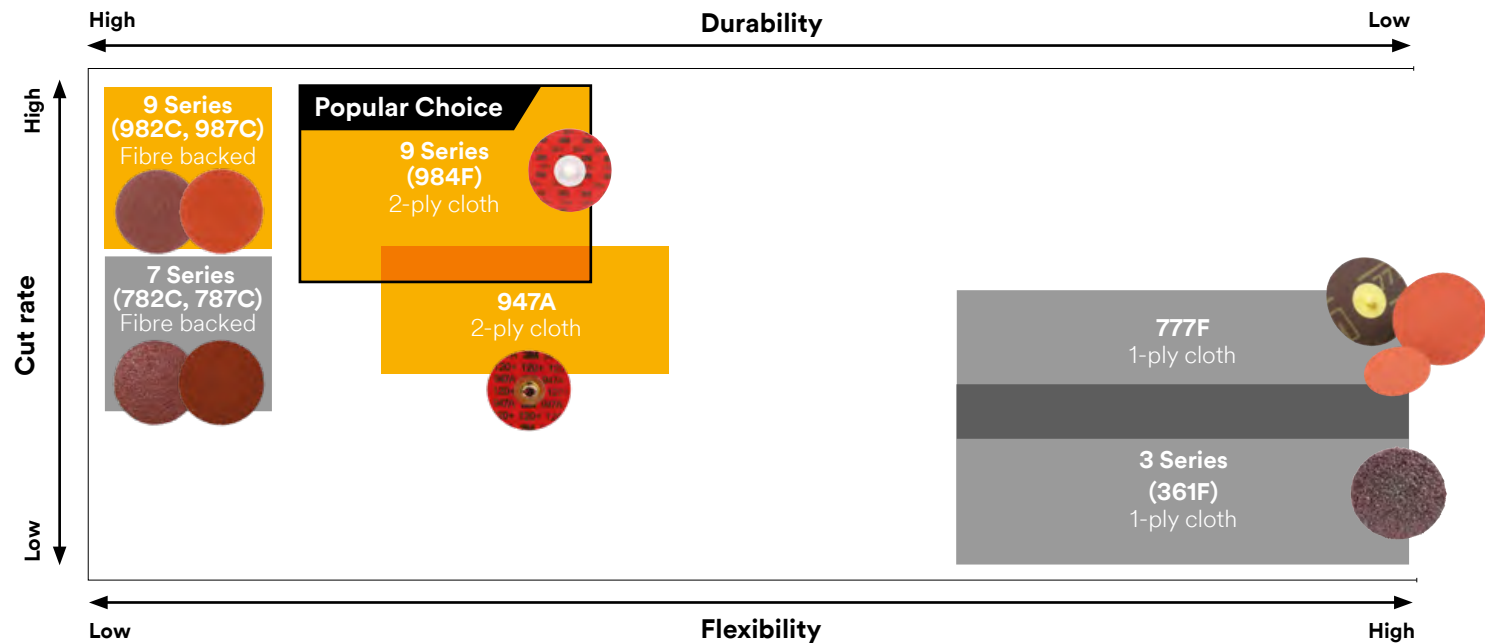 High
Durability
Low
High
Cut rate
Low
9 Series
(982C, 987C)
Fibre backed
Popular Choice
9 Series
(984F)
2-ply cloth
7 Series
(782C, 787C)
Fibre backed
947A
2-ply cloth
777F
1-ply cloth
3 Series
(361F)
1-ply cloth
Low
Flexibility
High